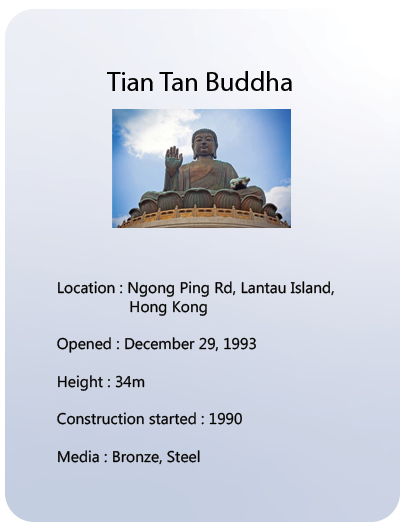 Tian Tan Buddha
Location : Ngong Ping Rd, Lantau Island,
Hong Kong
Opened : December 29, 1993
Height : 34m
Construction started : 1990
Media : Bronze, Steel